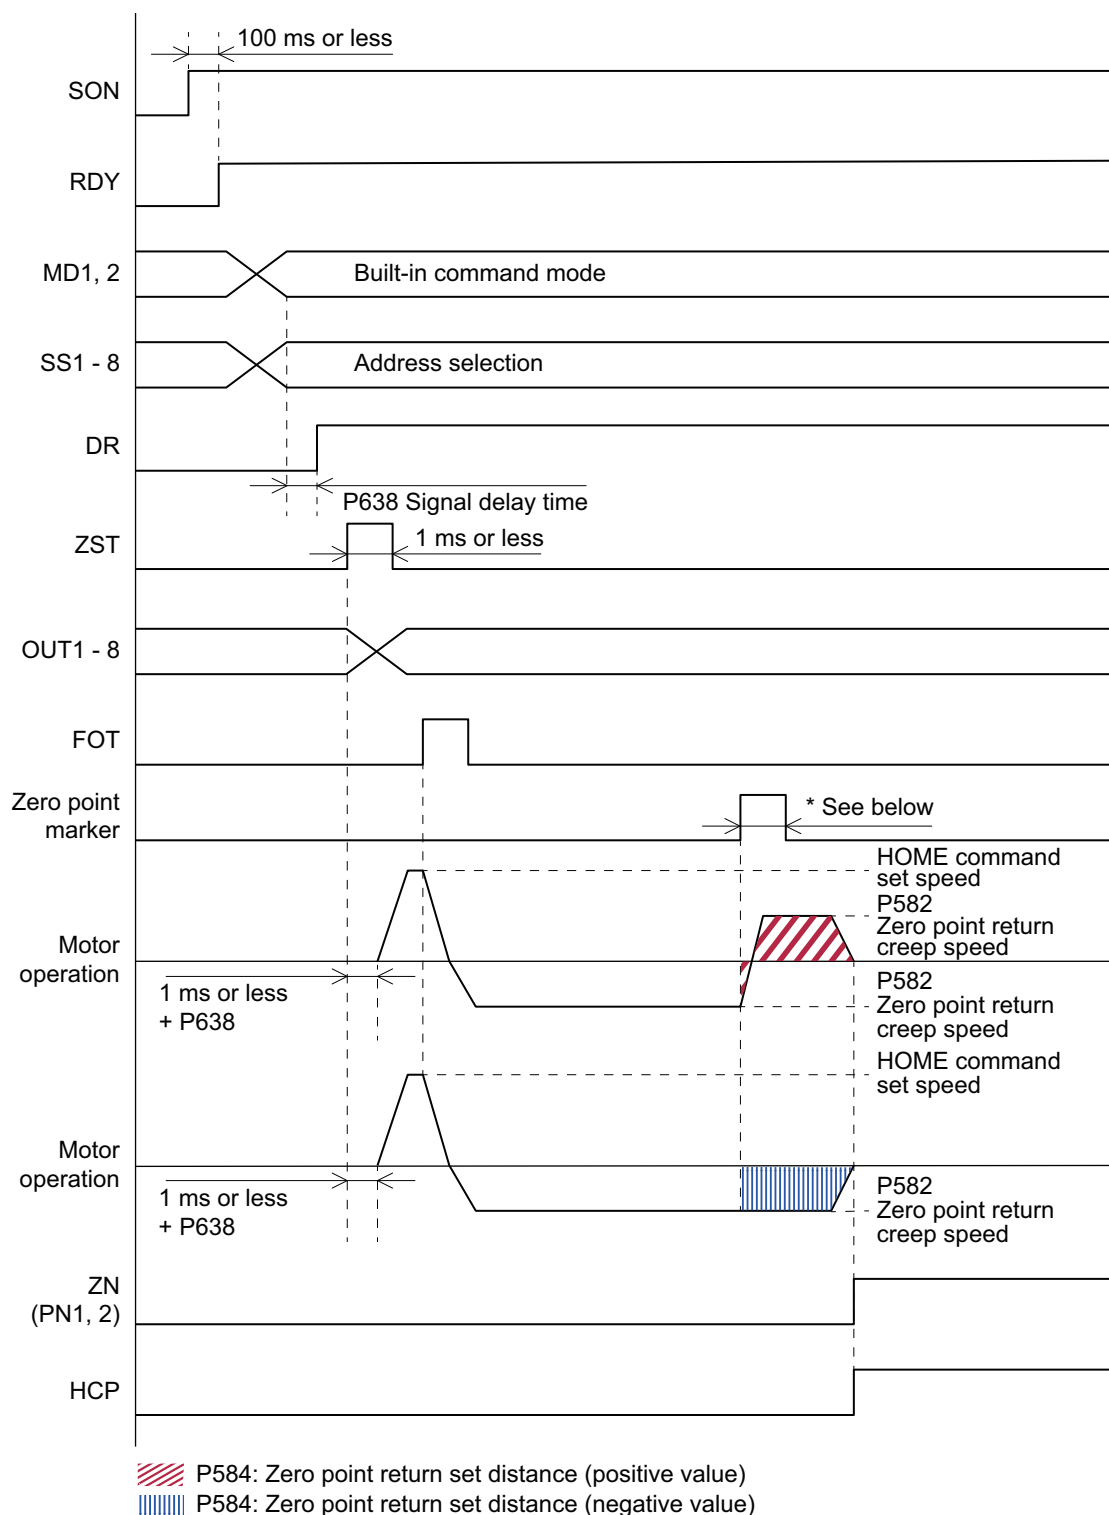 100 ms or less
SON
RDY
MD1, 2
Built-in command mode
SS1 - 8
Address selection
DR
P638 Signal delay time
ZST
1 ms or less
OUT1 - 8
FOT
Zero point
marker
* See below
HOME command
set speed
P582
Zero point return
creep speed
Motor
operation
1 ms or less
+ P638
P582
Zero point return
creep speed
HOME command
set speed
Motor
operation
1 ms or less
+ P638
P582
Zero point return
creep speed
ZN
(PN1, 2)
HCP
P584: Zero point return set distance (positive value)
P584: Zero point return set distance (negative value)